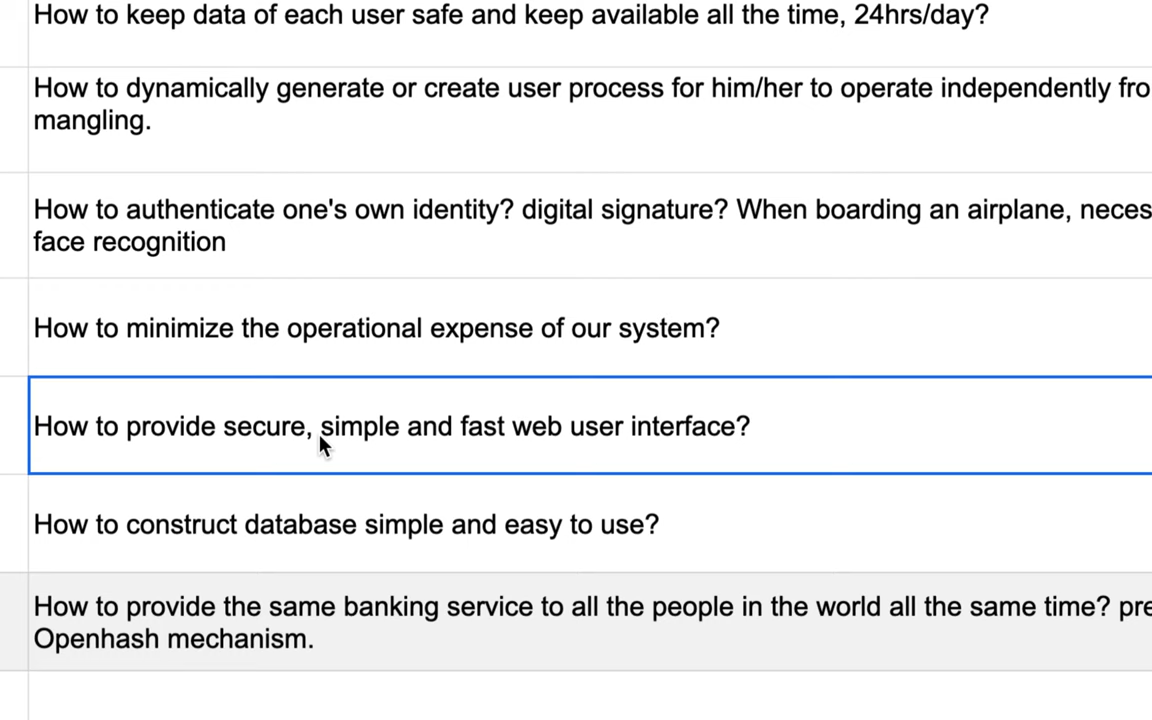 How to keep data of each user safe and keep available all the time, 24hrs/day?
How to dynamically generate or create user process for him/her to operate independently
mangling.
How to authenticate one's own identity? digital signature? When boarding an airplane,
face recognition
How to minimize the operational expense of our system?
How to provide secure, simple and fast web user interface?
How to construct database simple and easy to use?
How to provide the same banking service to all the people in the world all the same time?
Openhash mechanism.